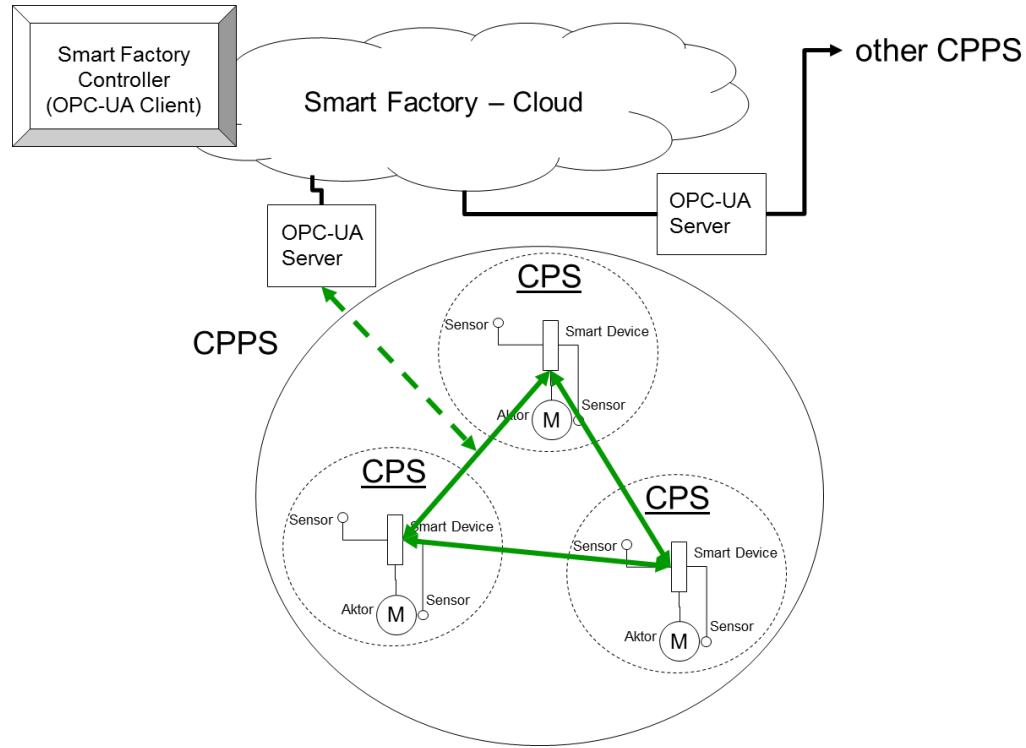 Smart Factory
Controller
(OPC-UA Client)
Smart Factory – Cloud
other CPPS
OPC-UA
Server
OPC-UA
Server
CPPS
CPS
Sensor
Smart Device
Aktor
M
Sensor
CPS
Sensor
Smart Device
Aktor
M
Sensor
CPS
Sensor
Smart Device
Aktor
M
Sensor